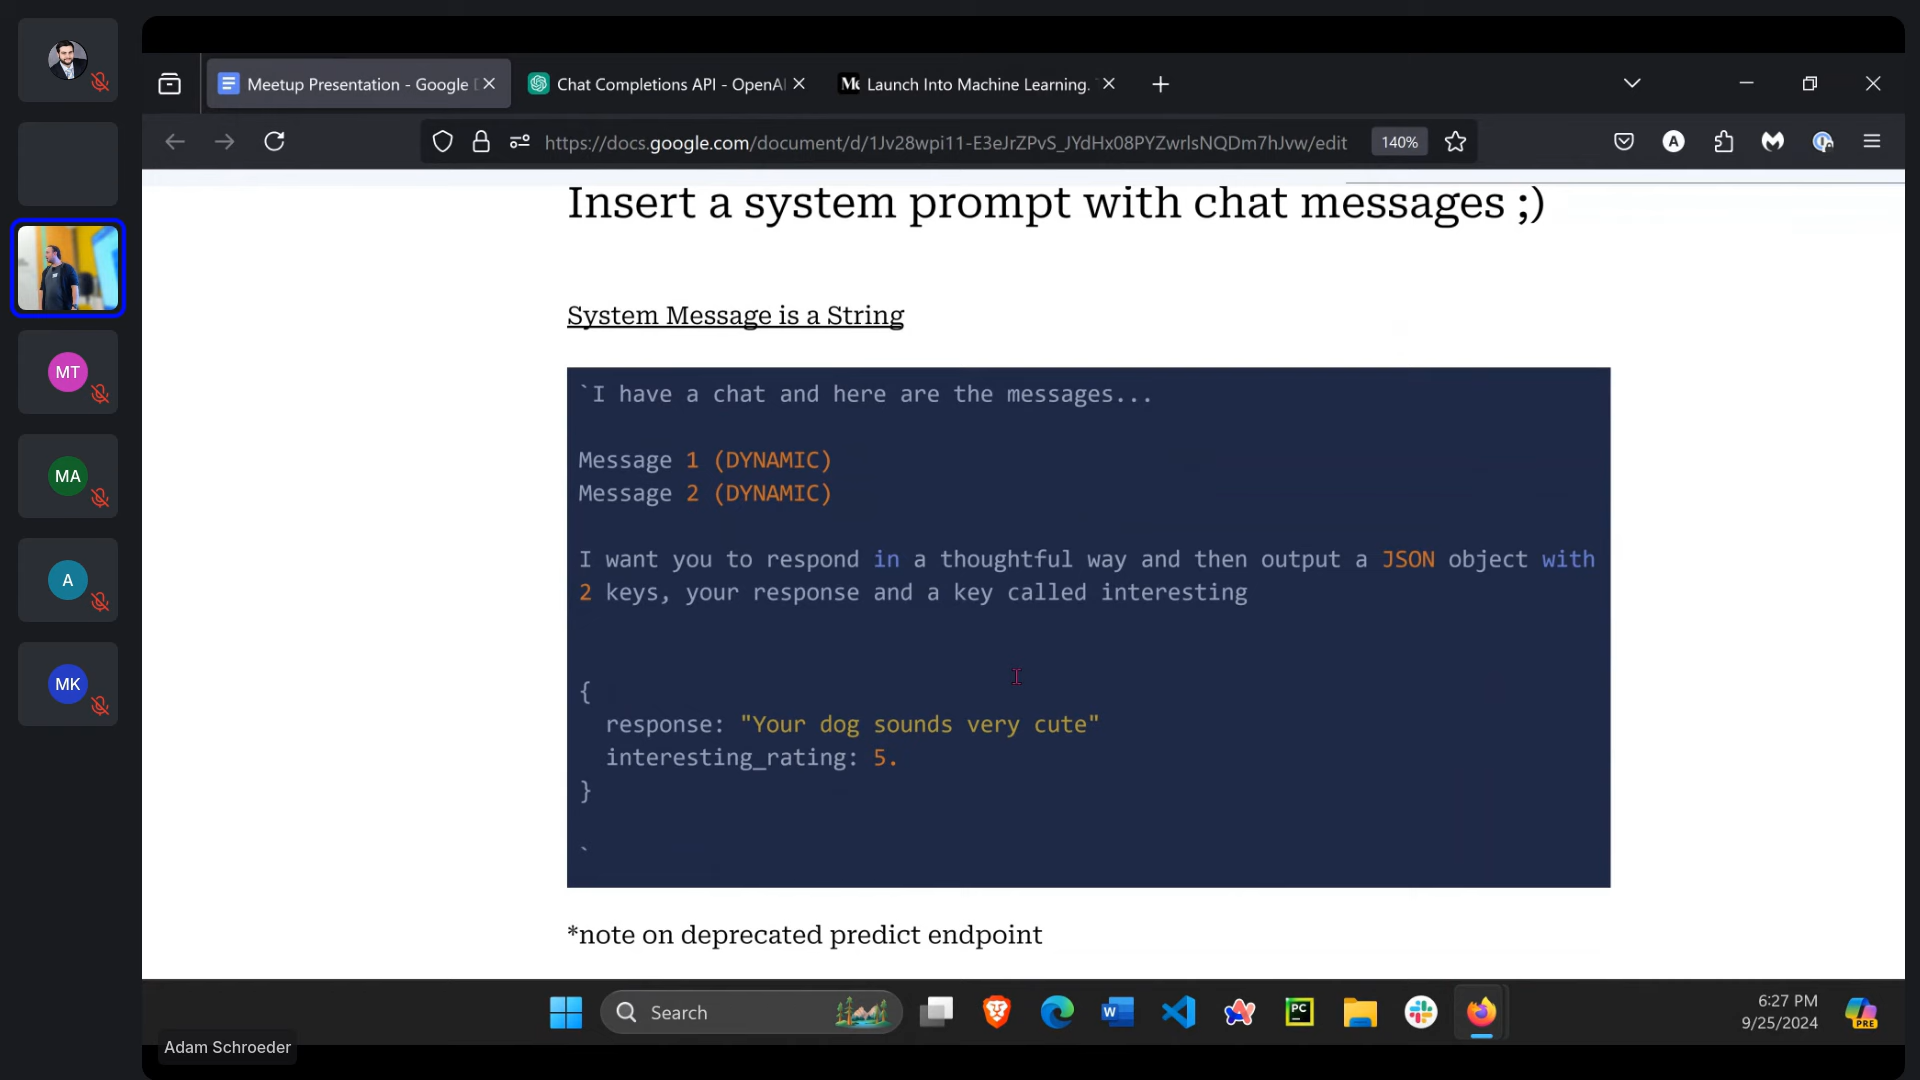 Meetup Presentation - Google D
Chat Completions API - OpenAI
Launch Into Machine Learning.
https://docs.google.com/document/d/1Jv28wpi11-E3eJrZPvS_JYdHx08PYZwrlsNQDm7hJvw/edit
140%
A
Insert a system prompt with chat messages ;)
System Message is a String
`I have a chat and here are the messages...
Message 1 (DYNAMIC)
Message 2 (DYNAMIC)
I want you to respond in a thoughtful way and then output a JSON object with
2 keys, your response and a key called interesting
{
response: "Your dog sounds very cute"
interesting_rating: 5.
}
`
*note on deprecated predict endpoint
MT
MA
A
MK
Search
W
PC
6:27 PM
9/25/2024
PRE
Adam Schroeder